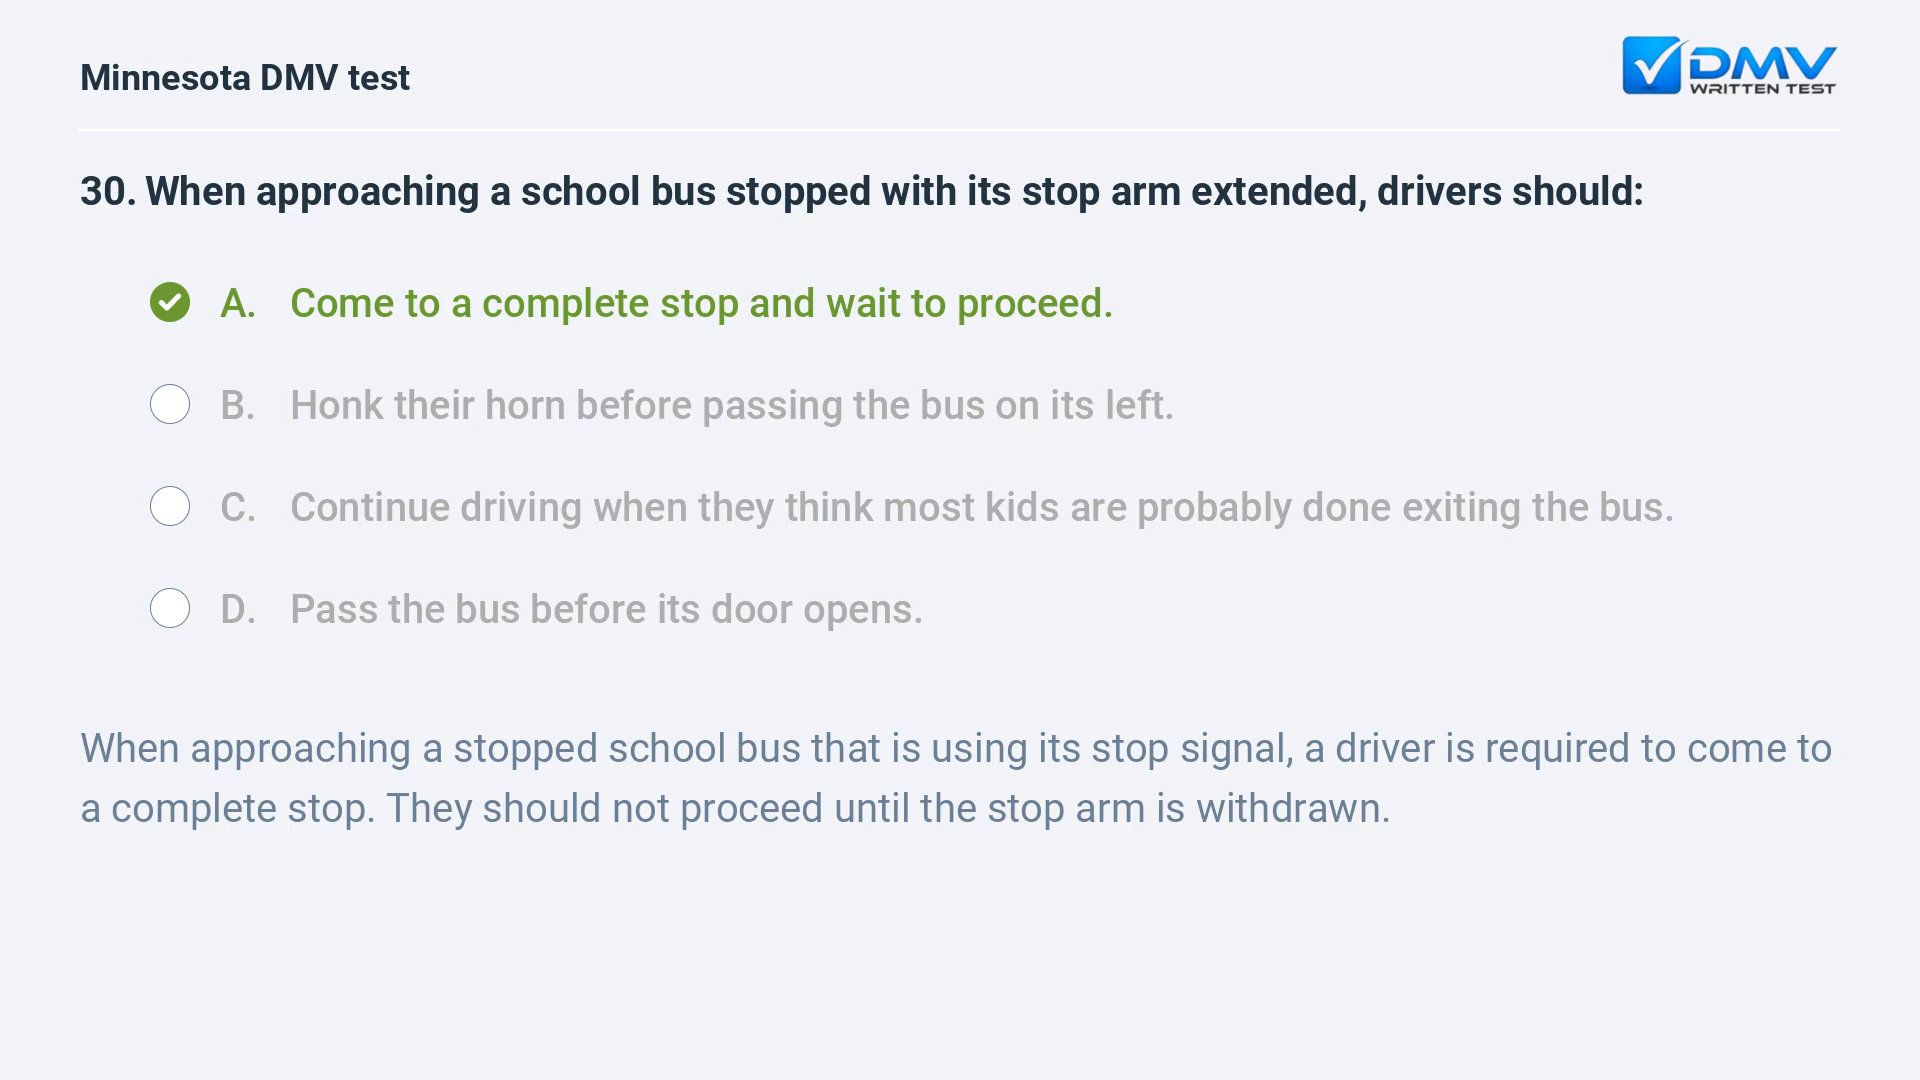 Minnesota DMV test
DMV
WRITTEN TEST
30. When approaching a school bus stopped with its stop arm extended, drivers should:
A. Come to a complete stop and wait to proceed.
B. Honk their horn before passing the bus on its left.
C. Continue driving when they think most kids are probably done exiting the bus.
D. Pass the bus before its door opens.
When approaching a stopped school bus that is using its stop signal, a driver is required to come to
a complete stop. They should not proceed until the stop arm is withdrawn.